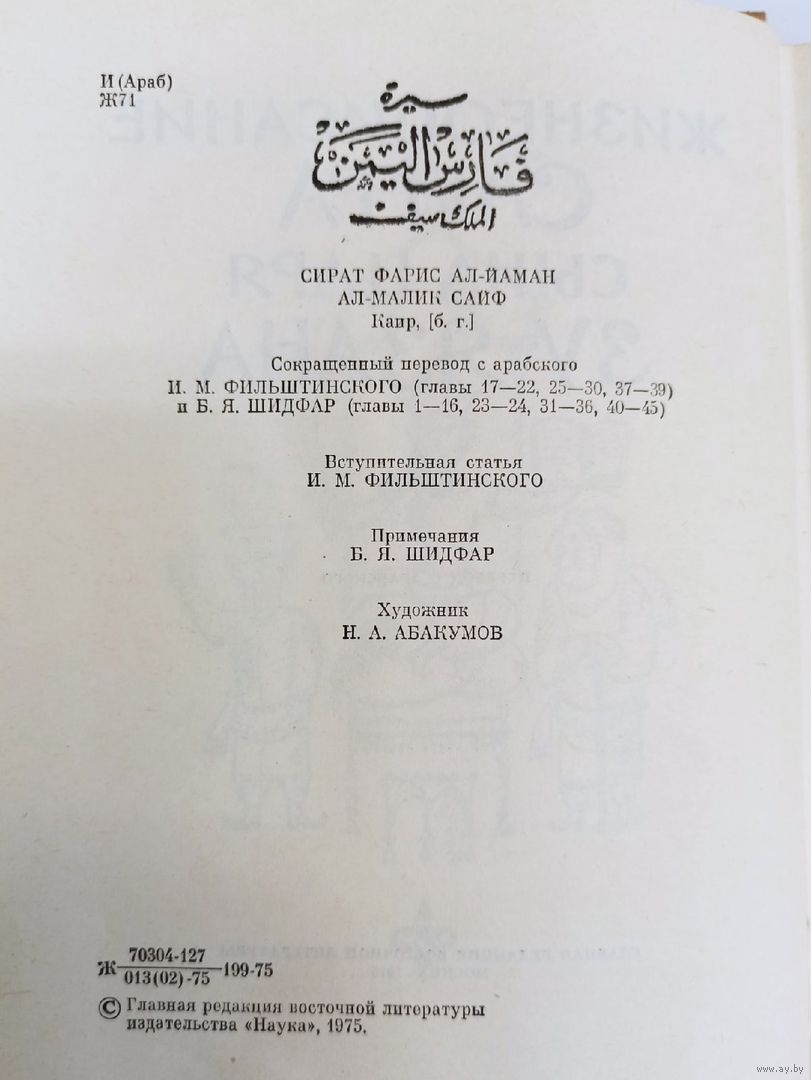 И (Араб)
Ж71
سيرة
فارس اليمن
الملك سيف
СИРАТ ФАРИС АЛ-ЙАМАН
АЛ-МАЛИК САЙФ
Каир, [б. г.]
Сокращенный перевод с арабского
И. М. ФИЛЬШТИНСКОГО (главы 17—22, 25—30, 37—39)
и Б. Я. ШИДФАР (главы 1—16, 23—24, 31—36, 40—45)
Вступительная статья
И. М. ФИЛЬШТИНСКОГО
Примечания
Б. Я. ШИДФАР
Художник
Н. А. АБАКУМОВ
70304-127
Ж 199-75
013(02)-75
© Главная редакция восточной литературы
издательства «Наука», 1975.
www.ay.by